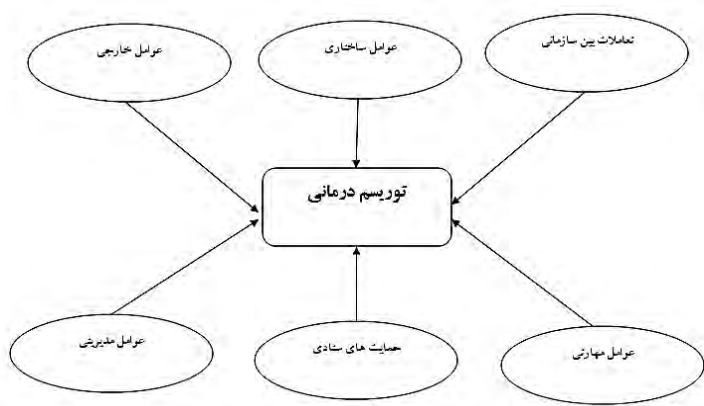 تعاملات بین سازمانی
عوامل ساختاری
عوامل خارجی
توریسم درمانی
عوامل مهارتی
حمایت های ستادی
عوامل مدیریتی